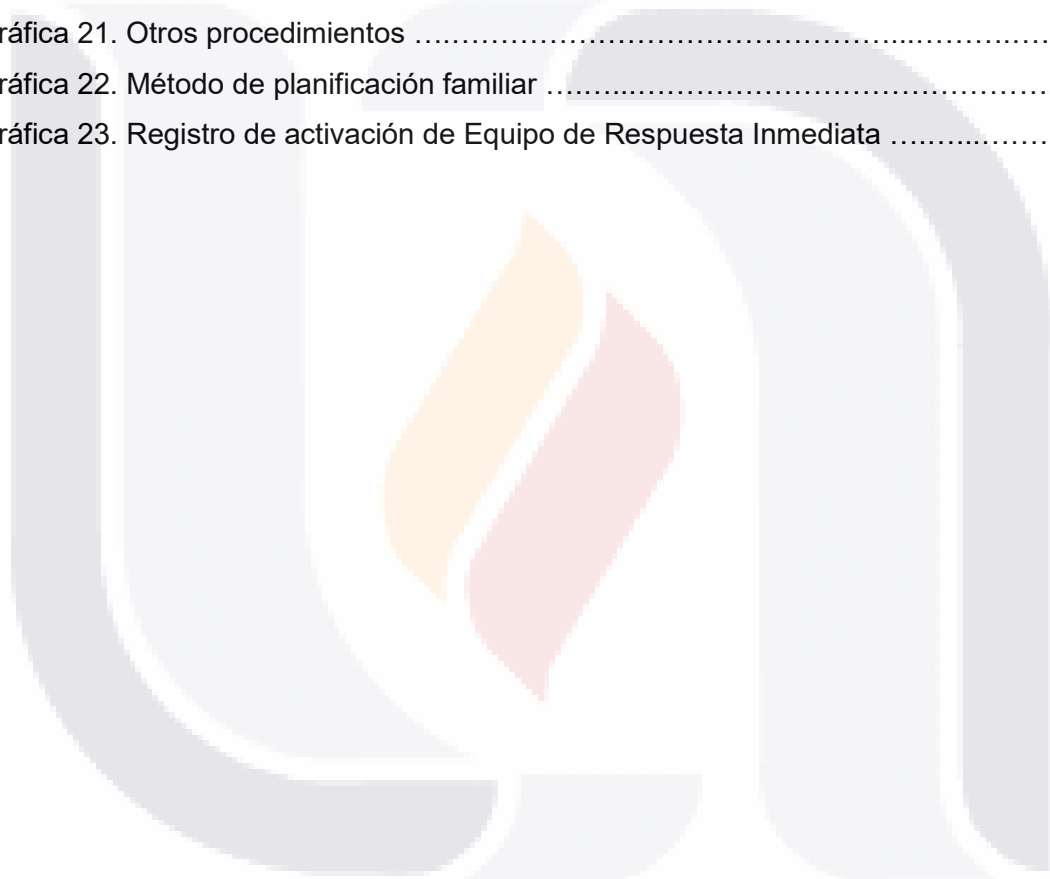 ráfica 21. Otros procedimientos ……………………………………………...…………….
ráfica 22. Método de planificación familiar …..…...……………………………………
ráfica 23. Registro de activación de Equipo de Respuesta Inmediata …..…...………